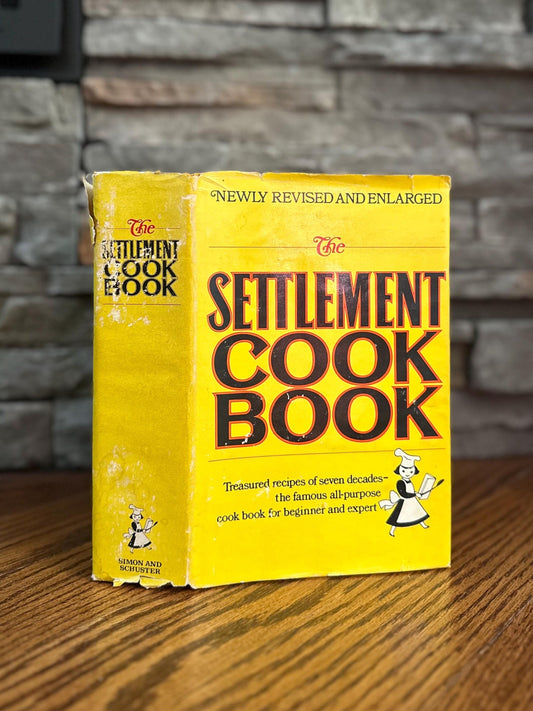 The
SETTLEMENT
COOK
BOOK
SIMON AND
SCHUSTER
NEWLY REVISED AND ENLARGED
The
SETTLEMENT
COOK
BOOK
Treasured recipes of seven decades–
the famous all-purpose
cook book for beginner and expert